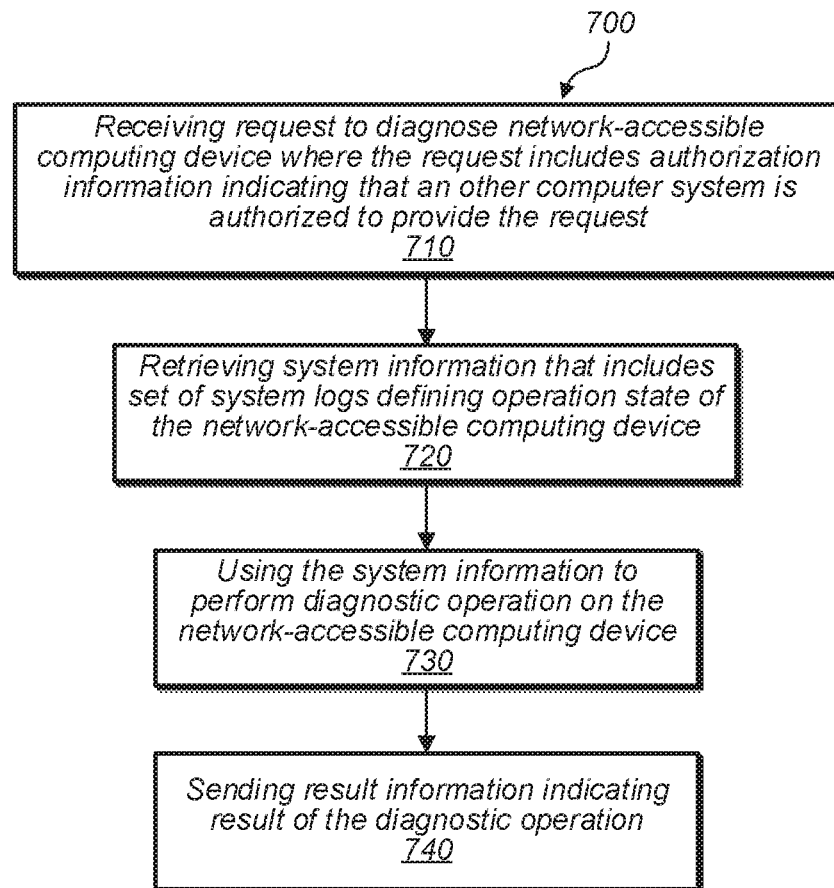 700
Receiving request to diagnose network-accessible
computing device where the request includes authorization
information indicating that an other computer system is
authorized to provide the request
710
Retrieving system information that includes
set of system logs defining operation state of
the network-accessible computing device
720
Using the system information to
perform diagnostic operation on the
network-accessible computing device
730
Sending result information indicating
result of the diagnostic operation
740